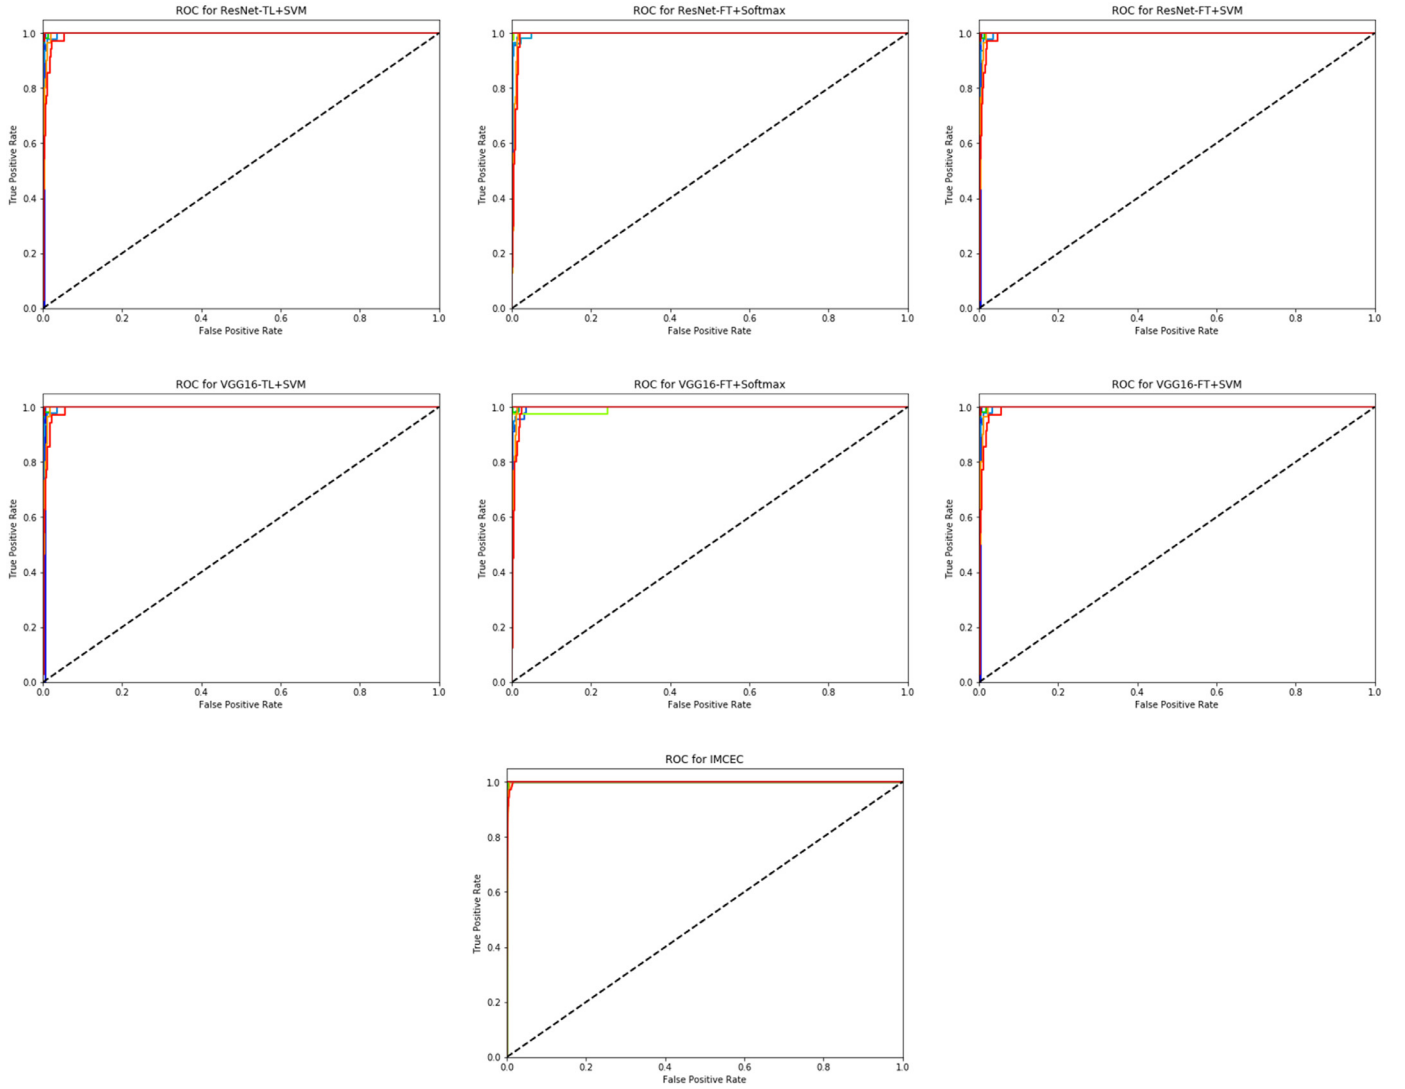 ROC for ResNet-TL+SVM
1.0
0.8
0.6
0.4
0.2
0.0
True Positive Rate
0.0 0.2 0.4 0.6 0.8 1.0
False Positive Rate
ROC for ResNet-FT+Softmax
1.0
0.8
0.6
0.4
0.2
0.0
True Positive Rate
0.0 0.2 0.4 0.6 0.8 1.0
False Positive Rate
ROC for ResNet-FT+SVM
1.0
0.8
0.6
0.4
0.2
0.0
True Positive Rate
0.0 0.2 0.4 0.6 0.8 1.0
False Positive Rate
ROC for VGG16-TL+SVM
1.0
0.8
0.6
0.4
0.2
0.0
True Positive Rate
0.0 0.2 0.4 0.6 0.8 1.0
False Positive Rate
ROC for VGG16-FT+Softmax
1.0
0.8
0.6
0.4
0.2
0.0
True Positive Rate
0.0 0.2 0.4 0.6 0.8 1.0
False Positive Rate
ROC for VGG16-FT+SVM
1.0
0.8
0.6
0.4
0.2
0.0
True Positive Rate
0.0 0.2 0.4 0.6 0.8 1.0
False Positive Rate
ROC for IMCEC
1.0
0.8
0.6
0.4
0.2
0.0
True Positive Rate
0.0 0.2 0.4 0.6 0.8 1.0
False Positive Rate